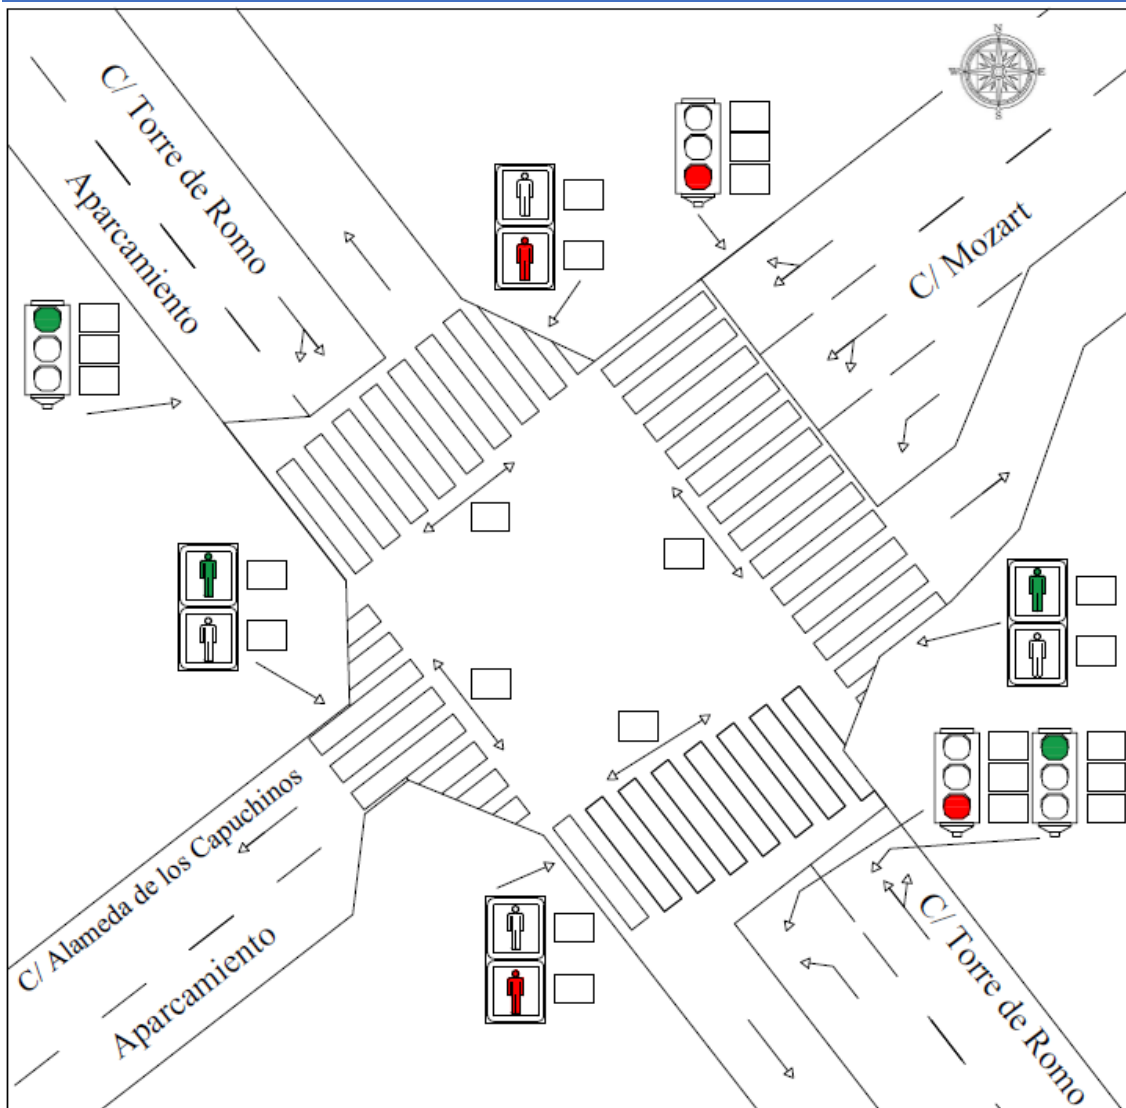 N
W
E
S
C/ Torre de Romo
Aparcamiento
C/ Mozart
C/ Alameda de los Capuchinos
Aparcamiento
C/ Torre de Romo